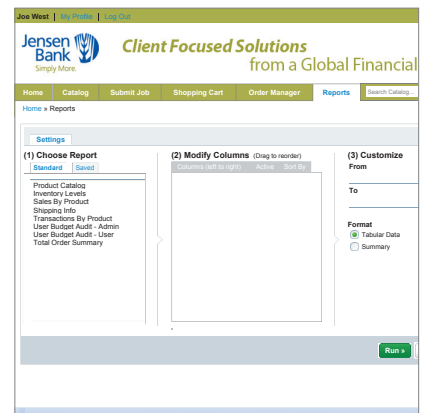 Joe West | My Profile | Log Out
Jensen
Bank
Simply More.
Client Focused Solutions
from a Global Financial
Home Catalog Submit Job Shopping Cart Order Manager Reports Search Catalog...
Home » Reports
Settings
(1) Choose Report
Standard Saved
Product Catalog
Inventory Levels
Sales By Product
Shipping Info
Transactions By Product
User Budget Audit - Admin
User Budget Audit - User
Total Order Summary
(2) Modify Columns (Drag to reorder)
Columns (left to right) Active Sort By
(3) Customize
From
To
Format
Tabular Data
Summary
Run »